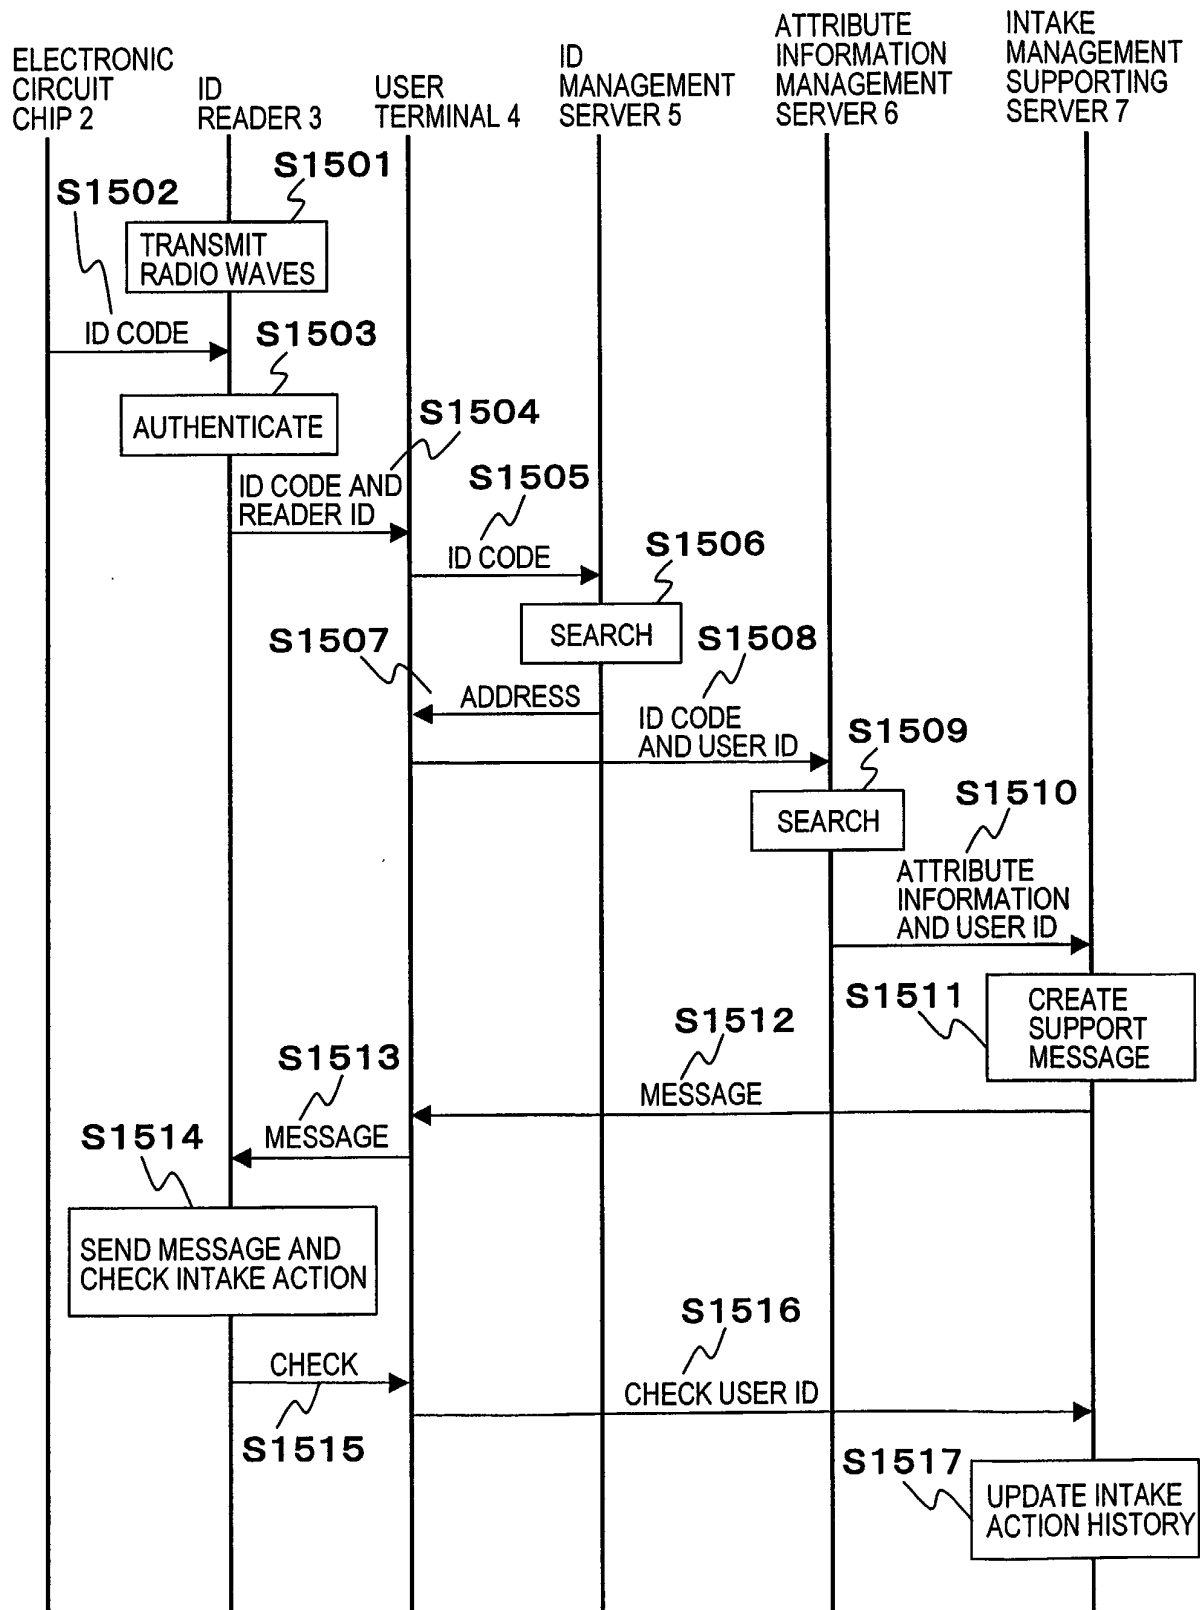 ELECTRONIC
CIRCUIT
CHIP 2
ID
READER 3
USER
TERMINAL 4
ID
MANAGEMENT
SERVER 5
ATTRIBUTE
INFORMATION
MANAGEMENT
SERVER 6
INTAKE
MANAGEMENT
SUPPORTING
SERVER 7
S1501
S1502
TRANSMIT
RADIO WAVES
ID CODE
S1503
AUTHENTICATE
S1504
ID CODE AND
READER ID
S1505
ID CODE
S1506
SEARCH
S1507
ADDRESS
S1508
ID CODE
AND USER ID
S1509
SEARCH
S1510
ATTRIBUTE
INFORMATION
AND USER ID
S1511
CREATE
SUPPORT
MESSAGE
S1512
MESSAGE
S1513
MESSAGE
S1514
SEND MESSAGE AND
CHECK INTAKE ACTION
CHECK
S1515
S1516
CHECK USER ID
S1517
UPDATE INTAKE
ACTION HISTORY